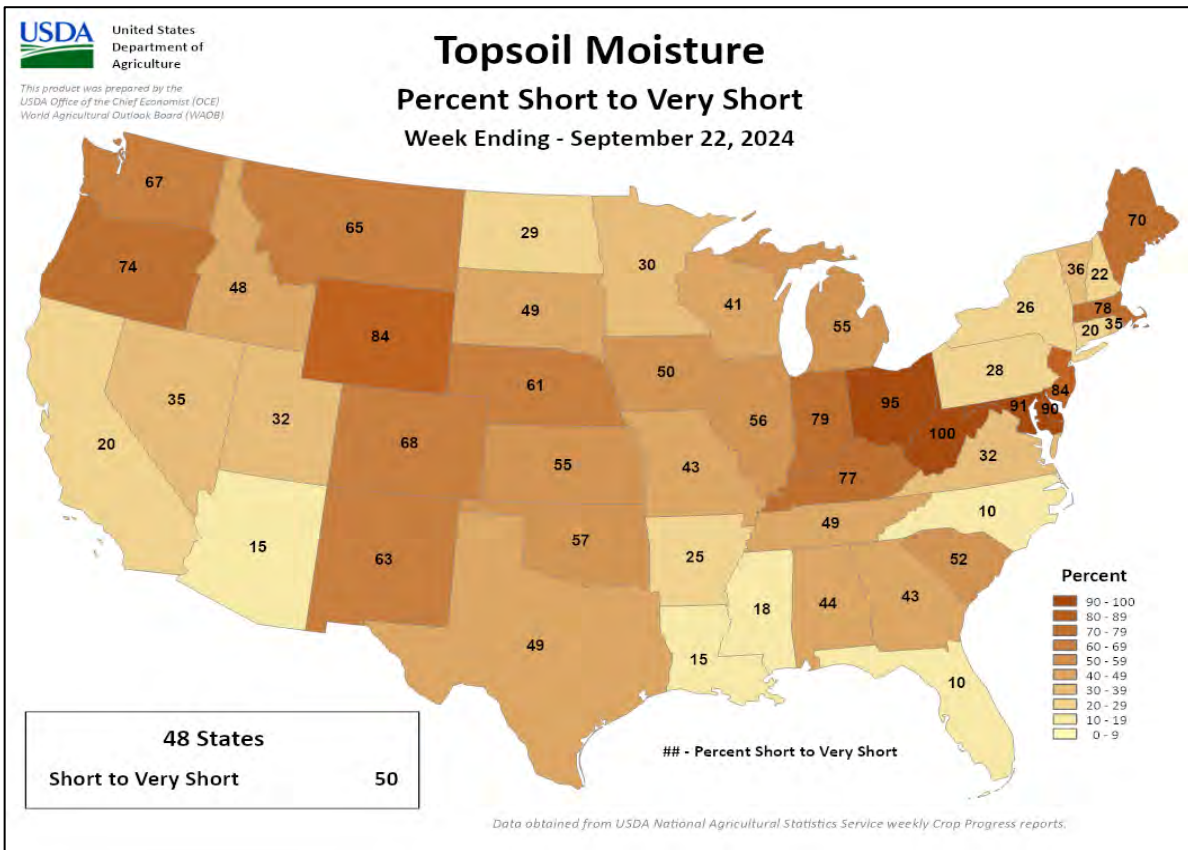 USDA
United States
Department of
Agriculture
This product was prepared by the
USDA Office of the Chief Economist (OCE)
World Agricultural Outlook Board (WAOB)
Topsoil Moisture
Percent Short to Very Short
Week Ending - September 22, 2024
67
65
29
30
70
74
48
49
41
55
36
22
26
78
84
20
35
61
50
28
35
32
68
56
79
95
84
91
90
100
20
55
43
77
32
15
63
57
25
49
10
18
44
43
52
49
15
10
Percent
90 - 100
80 - 89
70 - 79
60 - 69
50 - 59
40 - 49
30 - 39
20 - 29
10 - 19
0 - 9
48 States
Short to Very Short 50
## - Percent Short to Very Short
Data obtained from USDA National Agricultural Statistics Service weekly Crop Progress reports.